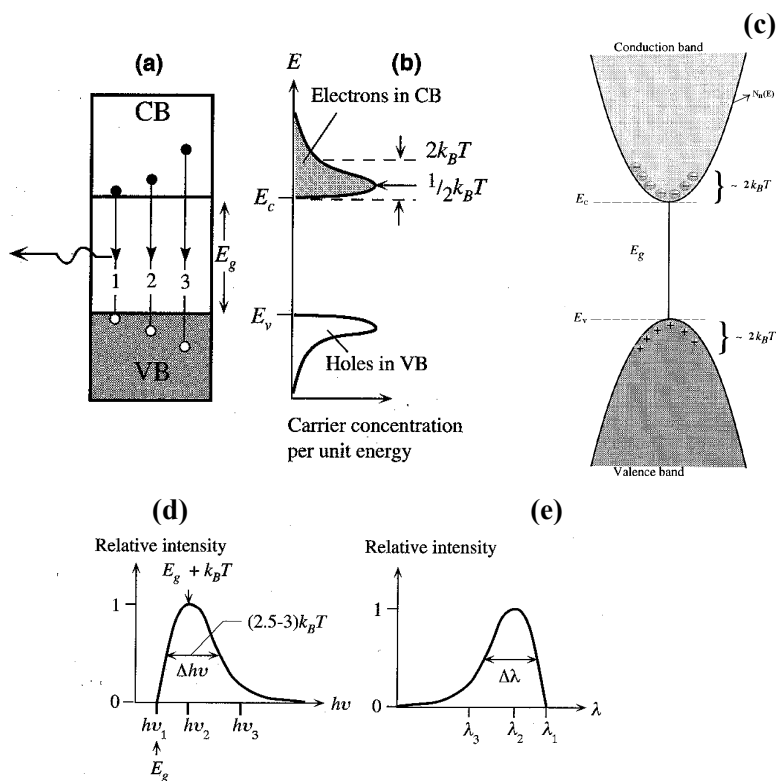 (a)
CB
1 2 3
E_g
VB
(b)
E
Electrons in CB
2k_BT
1/2k_BT
E_c
E_v
Holes in VB
Carrier concentration
per unit energy
(c)
Conduction band
N_n(E)
E_c
~ 2k_BT
E_g
E_v
~ 2k_BT
Valence band
(d)
Relative intensity
E_g + k_BT
1
(2.5-3)k_BT
Δhυ
0
hυ
hυ_1 hυ_2 hυ_3
E_g
(e)
Relative intensity
1
Δλ
0
λ
λ_3 λ_2 λ_1